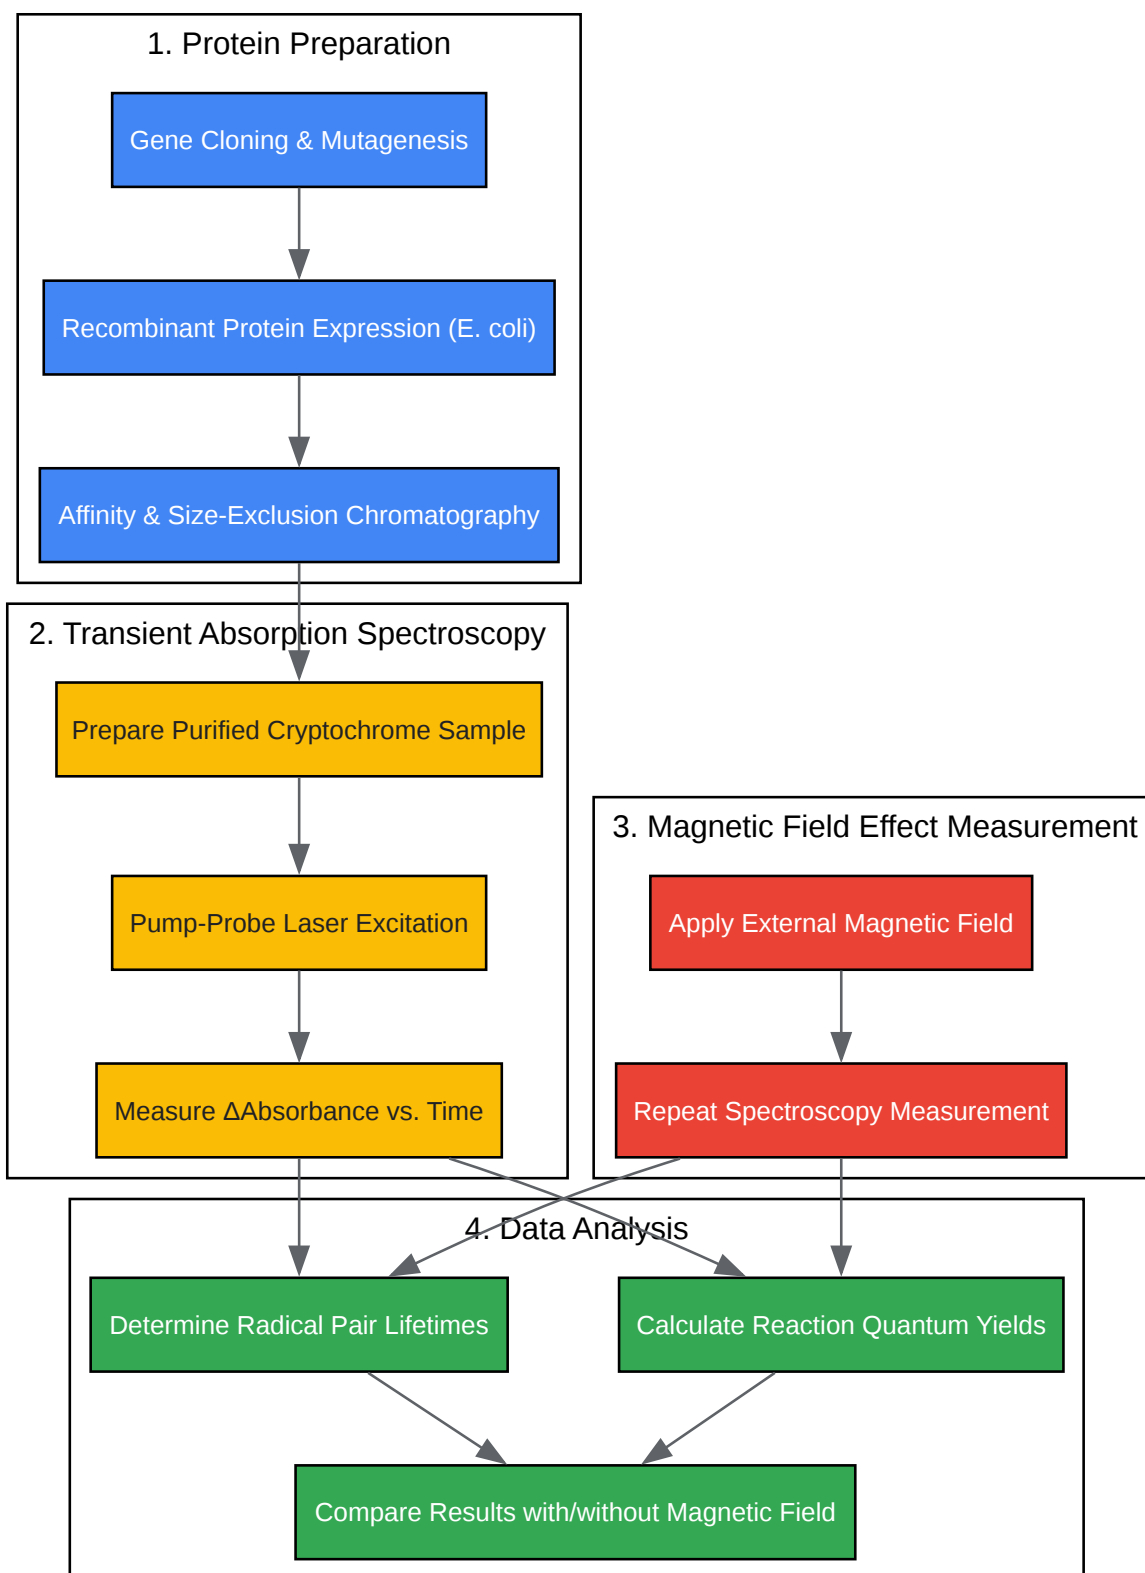 1. Protein Preparation
Gene Cloning & Mutagenesis
Recombinant Protein Expression (E. coli)
Affinity & Size-Exclusion Chromatography
2. Transient Absorption Spectroscopy
Prepare Purified Cryptochrome Sample
Pump-Probe Laser Excitation
Measure ΔAbsorbance vs. Time
3. Magnetic Field Effect Measurement
Apply External Magnetic Field
Repeat Spectroscopy Measurement
4. Data Analysis
Determine Radical Pair Lifetimes
Calculate Reaction Quantum Yields
Compare Results with/without Magnetic Field